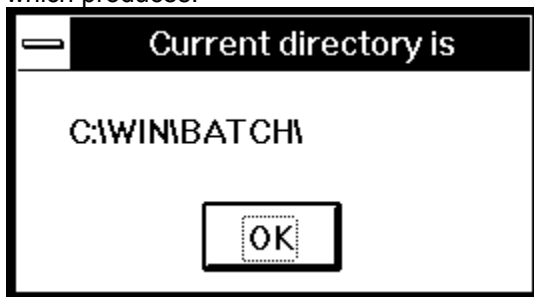 which produces:
Current directory is
C:\WIN\BATCH\
OK